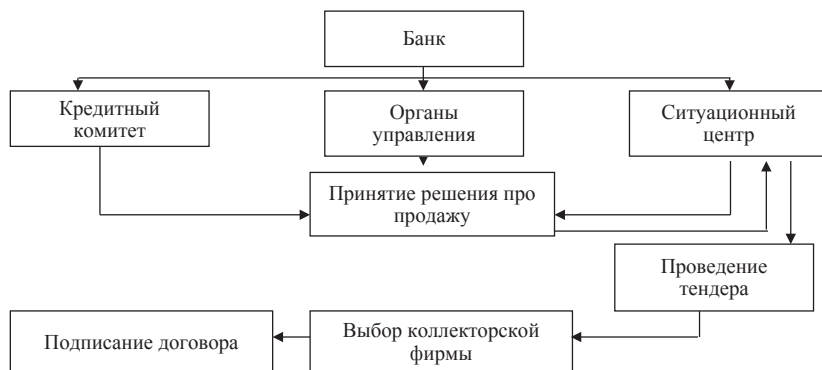 Банк
Кредитный
комитет
Органы
управления
Ситуационный
центр
Принятие решения про
продажу
Проведение
тендера
Подписание договора
Выбор коллекторской
фирмы